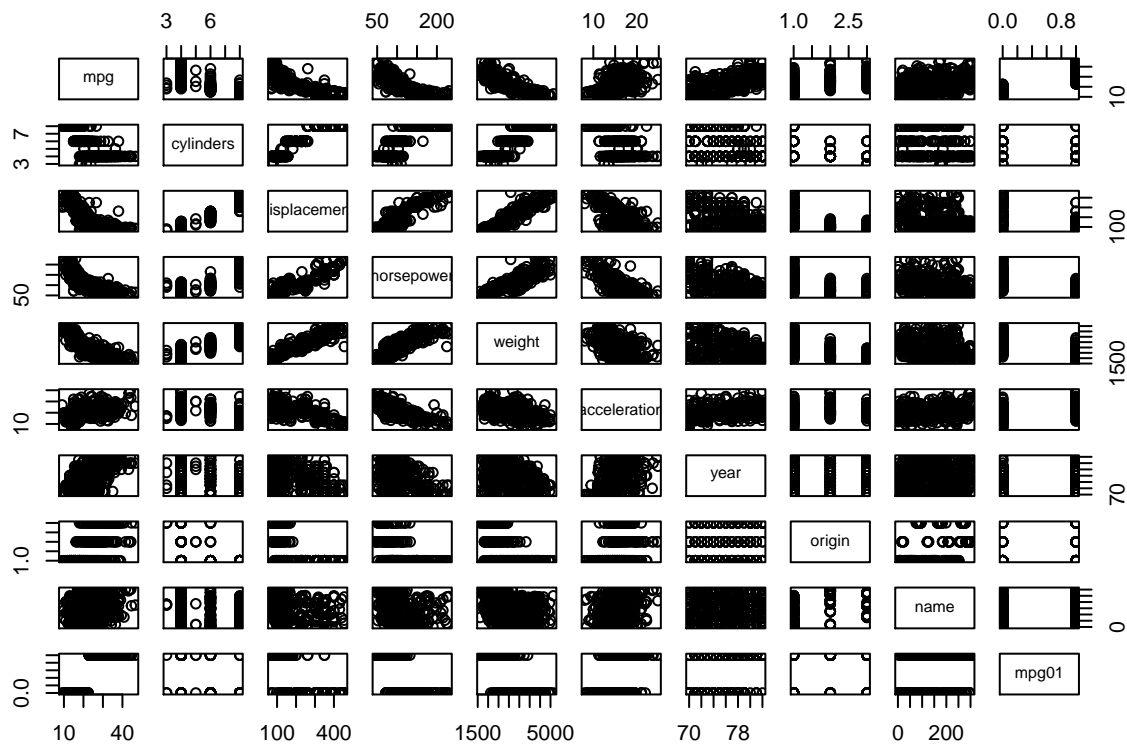 3 6 50 200 10 20 1.0 2.5 0.0 0.8
mpg 10
3 7 cylinders
isplacemen 100
50 horsepower
weight 1500
10 acceleration
year 70
1.0 origin
name 0
0.0 mpg01
10 40 100 400 1500 5000 70 78 0 200